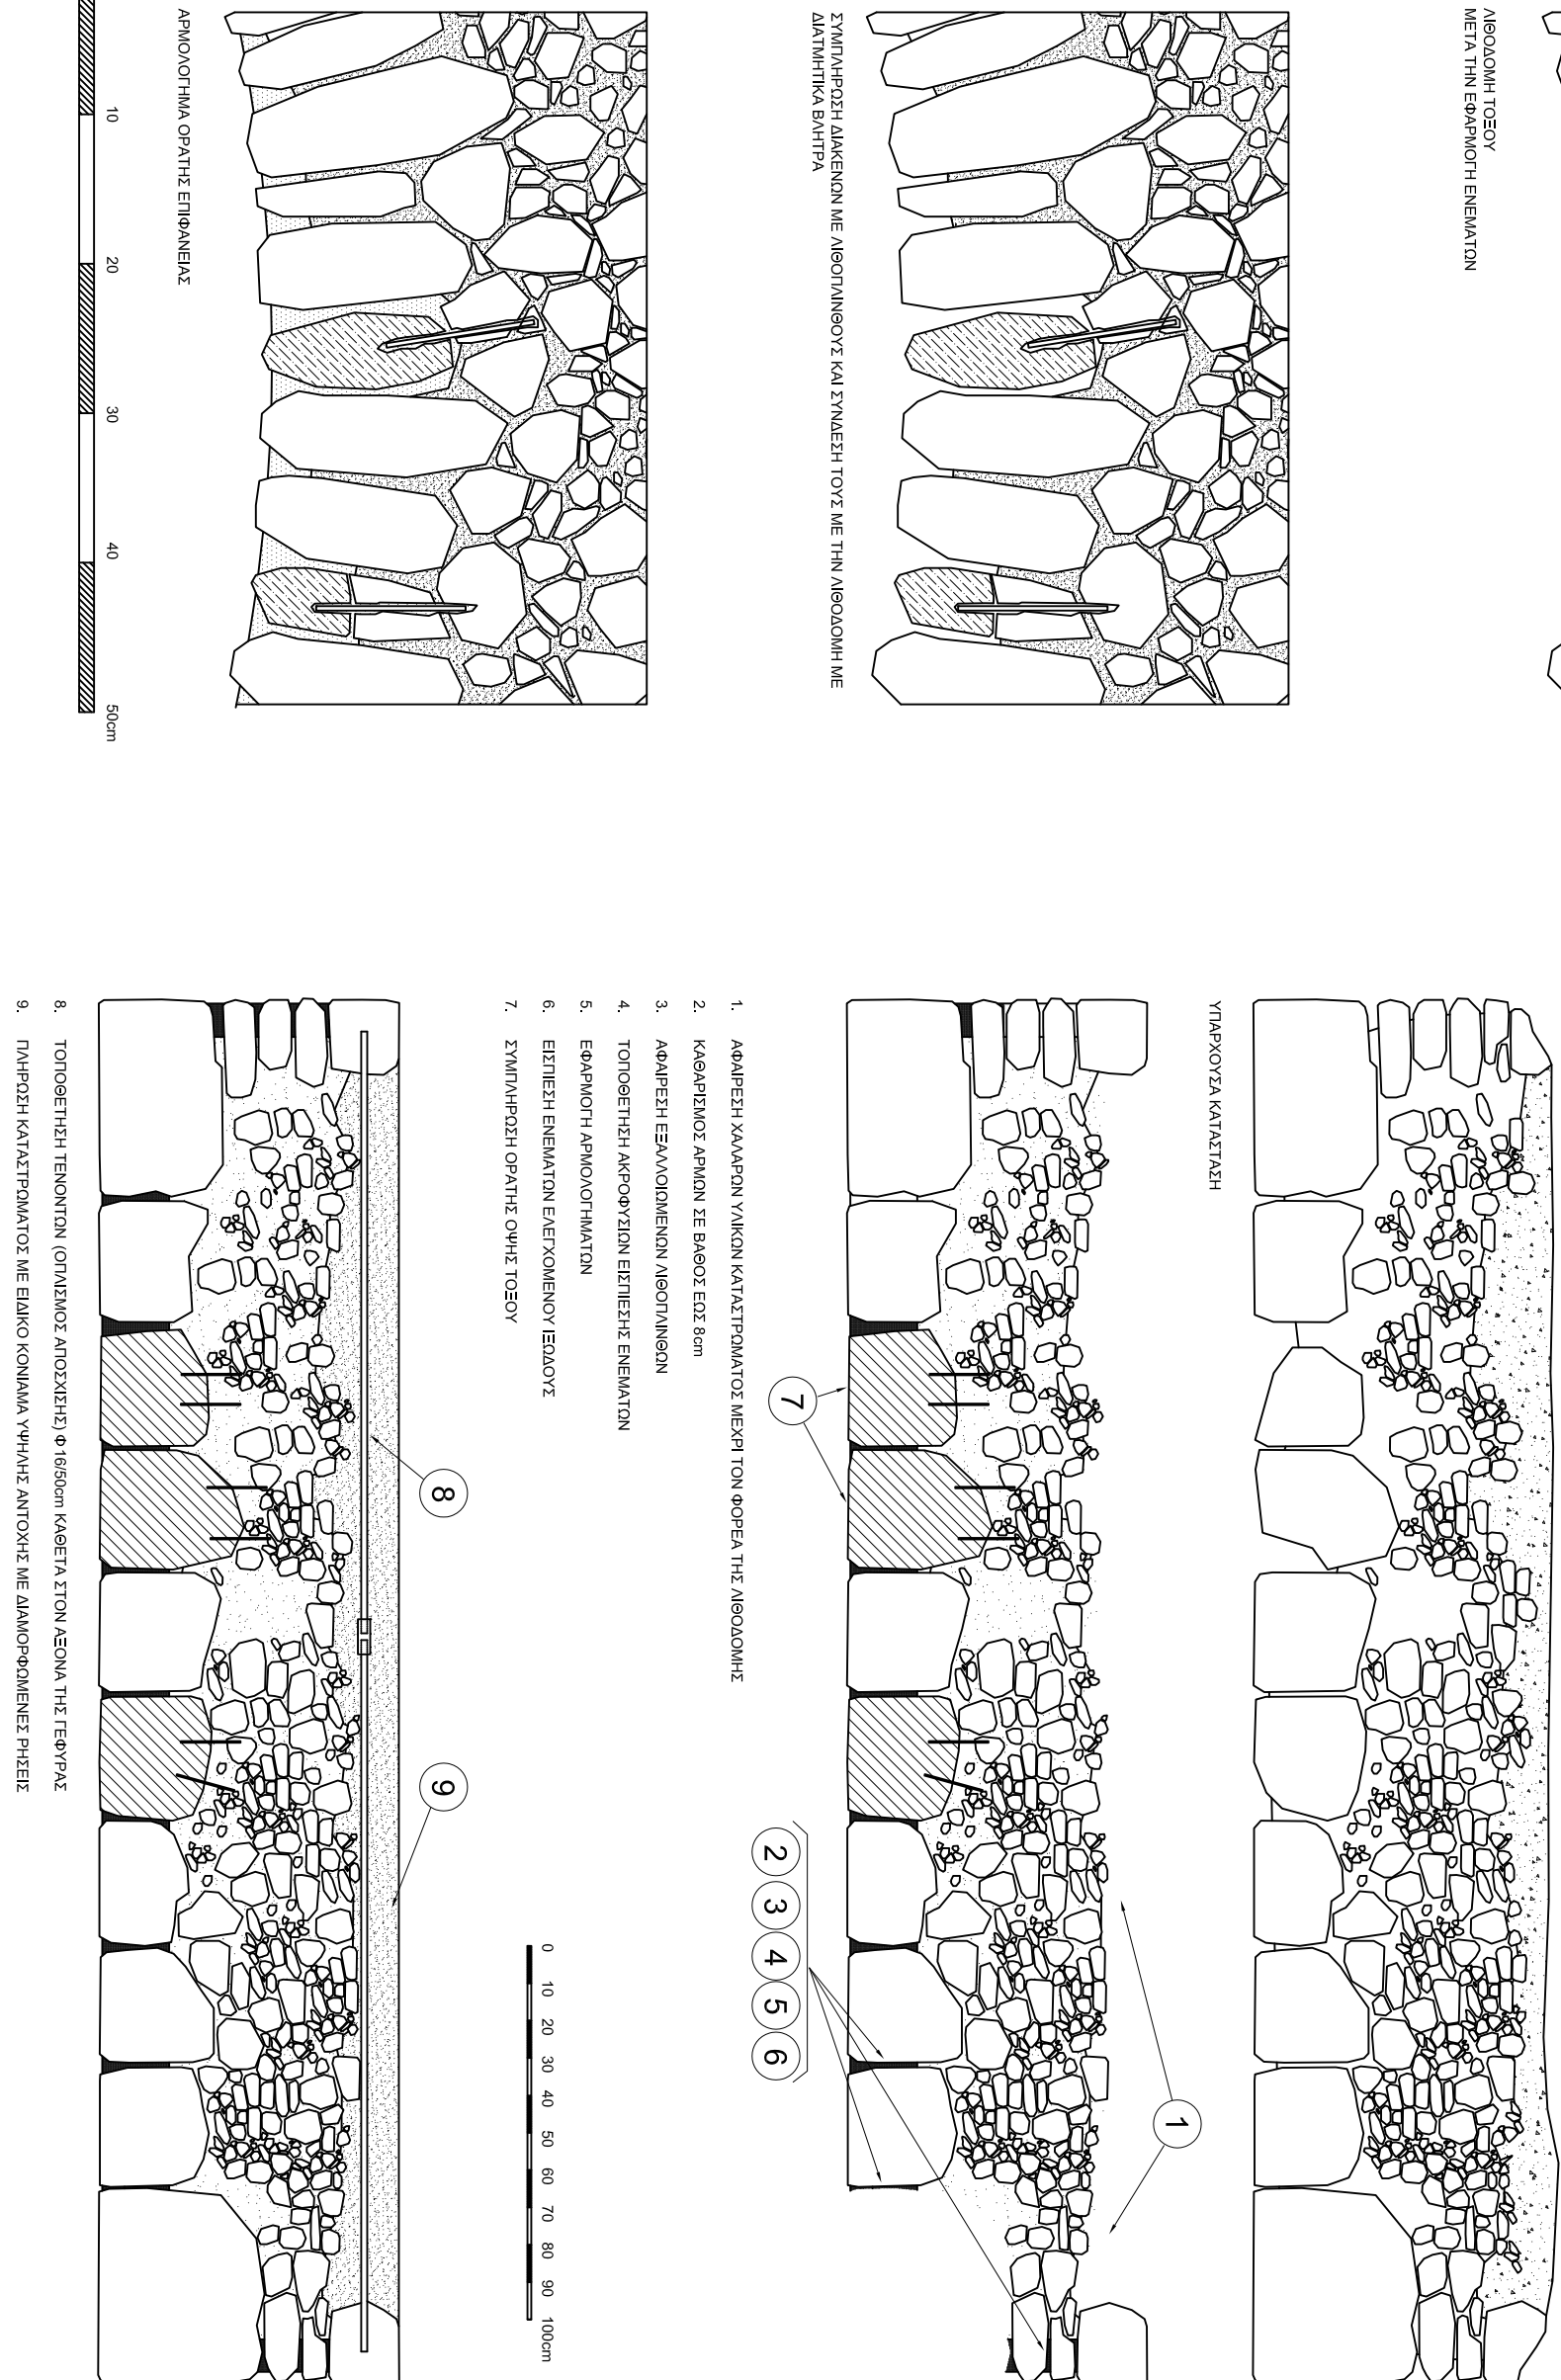 ΛΙΘΟΔΟΜΗ ΤΟΞΟΥ
ΜΕΤΑ ΤΗΝ ΕΦΑΡΜΟΓΗ ΕΝΕΜΑΤΩΝ
ΣΥΜΠΛΗΡΩΣΗ ΔΙΑΚΕΝΩΝ ΜΕ ΛΙΘΟΠΛΙΝΘΟΥΣ ΚΑΙ ΣΥΝΔΕΣΗ ΤΟΥΣ ΜΕ ΤΗΝ ΛΙΘΟΔΟΜΗ ΜΕ
ΔΙΑΤΜΗΤΙΚΑ ΒΛΗΤΡΑ
ΑΡΜΟΛΟΓΗΜΑ ΟΡΑΤΗΣ ΕΠΙΦΑΝΕΙΑΣ
10 20 30 40 50cm
ΥΠΑΡΧΟΥΣΑ ΚΑΤΑΣΤΑΣΗ
1
7
2 3 4 5 6
1. ΑΦΑΙΡΕΣΗ ΧΑΛΑΡΩΝ ΥΛΙΚΩΝ ΚΑΤΑΣΤΡΩΜΑΤΟΣ ΜΕΧΡΙ ΤΟΝ ΦΟΡΕΑ ΤΗΣ ΛΙΘΟΔΟΜΗΣ
2. ΚΑΘΑΡΙΣΜΟΣ ΑΡΜΩΝ ΣΕ ΒΑΘΟΣ ΕΩΣ 8cm
3. ΑΦΑΙΡΕΣΗ ΕΞΑΛΛΟΙΩΜΕΝΩΝ ΛΙΘΟΠΛΙΝΘΩΝ
4. ΤΟΠΟΘΕΤΗΣΗ ΑΚΡΟΦΥΣΙΩΝ ΕΙΣΠΙΕΣΗΣ ΕΝΕΜΑΤΩΝ
5. ΕΦΑΡΜΟΓΗ ΑΡΜΟΛΟΓΗΜΑΤΩΝ
6. ΕΙΣΠΙΕΣΗ ΕΝΕΜΑΤΩΝ ΕΛΕΓΧΟΜΕΝΟΥ ΙΞΩΔΟΥΣ
7. ΣΥΜΠΛΗΡΩΣΗ ΟΡΑΤΗΣ ΟΨΗΣ ΤΟΞΟΥ
0 10 20 30 40 50 60 70 80 90 100cm
8
9
8. ΤΟΠΟΘΕΤΗΣΗ ΤΕΝΟΝΤΩΝ (ΟΠΛΙΣΜΟΣ ΑΠΟΣΧΙΣΗΣ) Φ16/50cm ΚΑΘΕΤΑ ΣΤΟΝ ΑΞΟΝΑ ΤΗΣ ΓΕΦΥΡΑΣ
9. ΠΛΗΡΩΣΗ ΚΑΤΑΣΤΡΩΜΑΤΟΣ ΜΕ ΕΙΔΙΚΟ ΚΟΝΙΑΜΑ ΥΨΗΛΗΣ ΑΝΤΟΧΗΣ ΜΕ ΔΙΑΜΟΡΦΩΜΕΝΕΣ ΡΗΣΕΙΣ